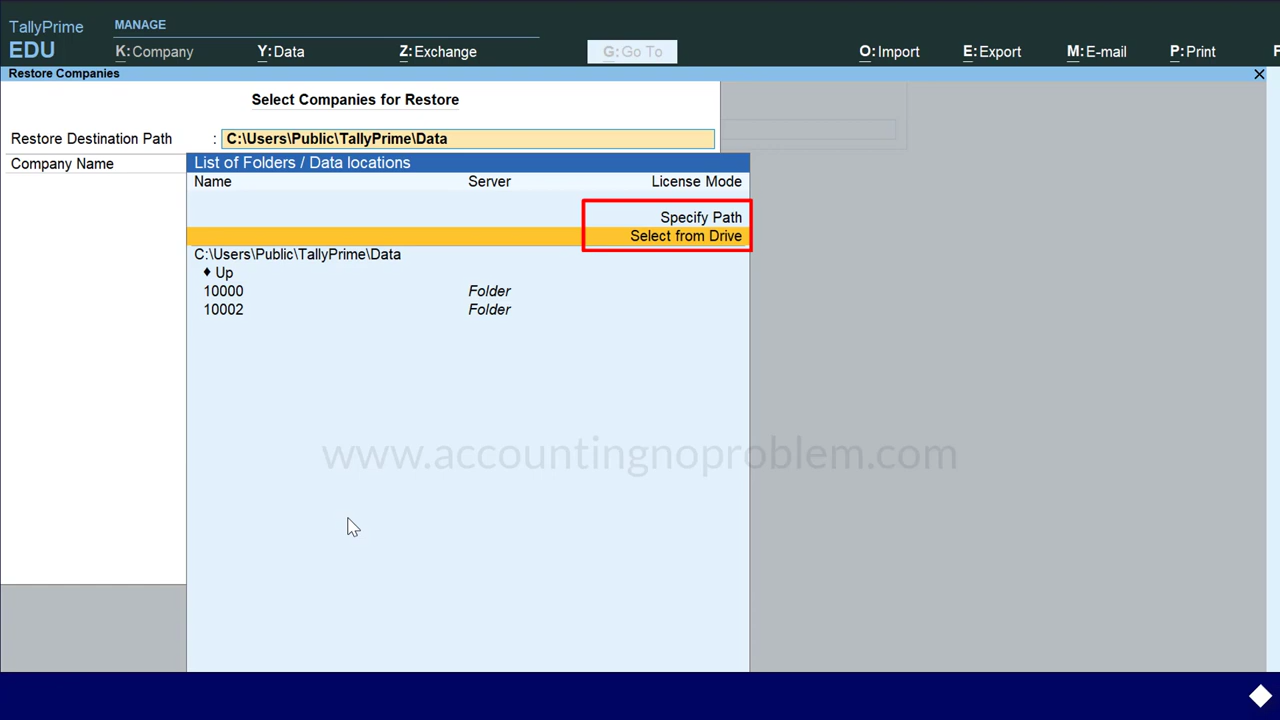 TallyPrime
EDU
MANAGE
K: Company
Y: Data
Z: Exchange
G: Go To
O: Import
E: Export
M: E-mail
P: Print
F
Restore Companies
Select Companies for Restore
Restore Destination Path : C:\Users\Public\TallyPrime\Data
Company Name
List of Folders / Data locations
Name Server License Mode
Specify Path
Select from Drive
C:\Users\Public\TallyPrime\Data
♦ Up
10000 Folder
10002 Folder
www.accountingnoproblem.com